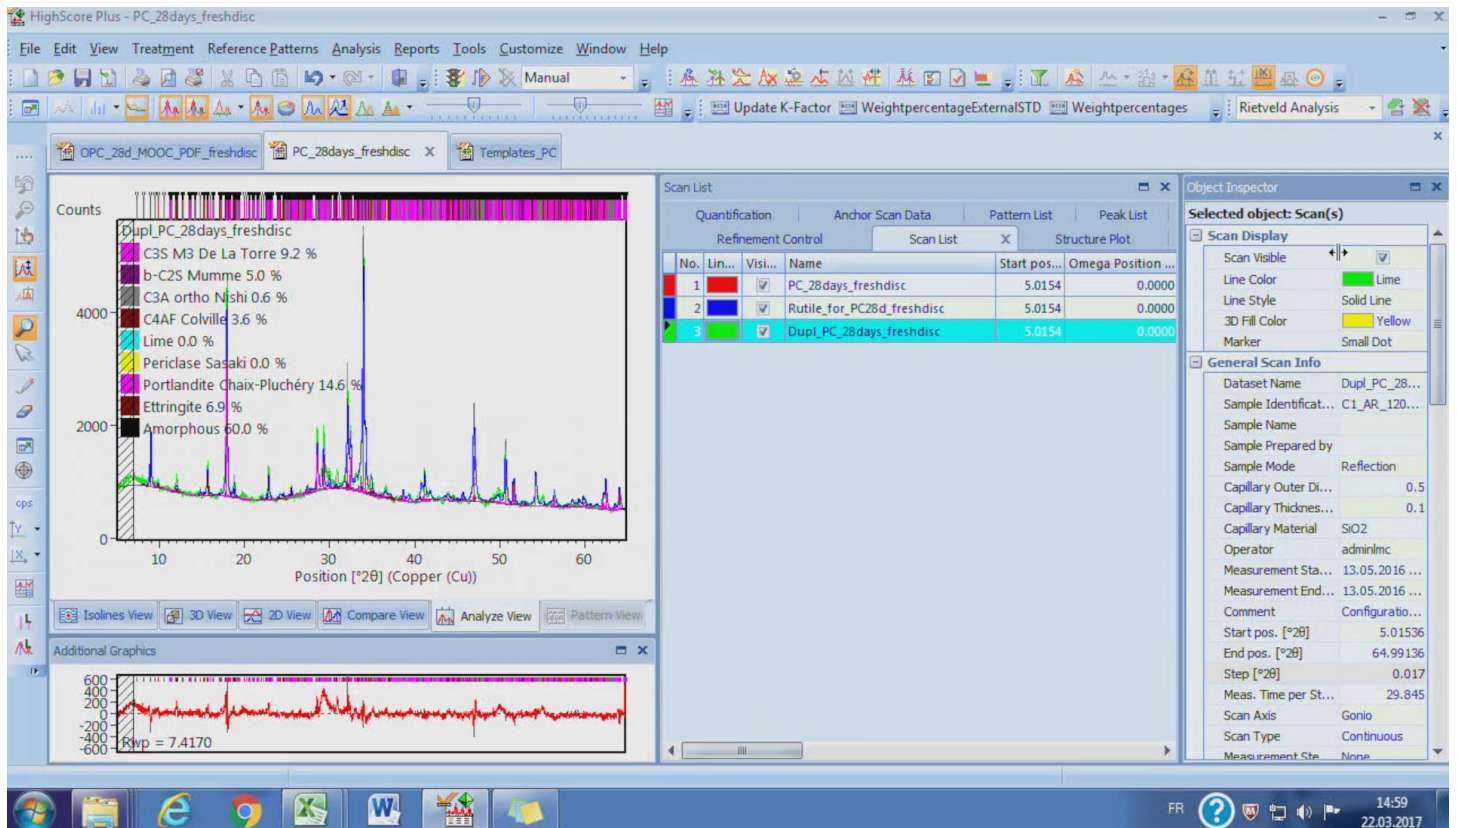 HighScore Plus - PC_28days_freshdisc
File Edit View Treatment Reference Patterns Analysis Reports Tools Customize Window Help
Manual
Update K-Factor WeightpercentageExternalSTD Weightpercentages Rietveld Analysis
OPC_28d_MOOC_PDF_freshdisc PC_28days_freshdisc X Templates_PC
Counts
Dupl_PC_28days_freshdisc
C3S M3 De La Torre 9.2 %
b-C2S Mumme 5.0 %
C3A ortho Nishi 0.6 %
C4AF Colville 3.6 %
Lime 0.0 %
Periclase Sasaki 0.0 %
Portlandite Chaix-Pluchéry 14.6 %
Ettringite 6.9 %
Amorphous 60.0 %
4000
2000
0
10 20 30 40 50 60
Position [°2θ] (Copper (Cu))
Isolines View 3D View 2D View Compare View Analyze View Pattern View
Additional Graphics
600
400
200
0
-200
-400
-600
Rwp = 7.4170
cps
Scan List
Quantification Anchor Scan Data Pattern List Peak List
Refinement Control Scan List X Structure Plot
No. Lin... Visi... Name Start pos... Omega Position ...
1 PC_28days_freshdisc 5.0154 0.0000
2 Rutile_for_PC28d_freshdisc 5.0154 0.0000
3 Dupl_PC_28days_freshdisc 5.0154 0.0000
Object Inspector
Selected object: Scan(s)
Scan Display
Scan Visible
Line Color Lime
Line Style Solid Line
3D Fill Color Yellow
Marker Small Dot
General Scan Info
Dataset Name Dupl_PC_28...
Sample Identificat... C1_AR_120...
Sample Name
Sample Prepared by
Sample Mode Reflection
Capillary Outer Di... 0.5
Capillary Thicknes... 0.1
Capillary Material SiO2
Operator adminlmc
Measurement Sta... 13.05.2016 ...
Measurement End... 13.05.2016 ...
Comment Configuratio...
Start pos. [°2θ] 5.01536
End pos. [°2θ] 64.99136
Step [°2θ] 0.017
Meas. Time per St... 29.845
Scan Axis Gonio
Scan Type Continuous
Measurement Ste... None
FR 14:59
22.03.2017